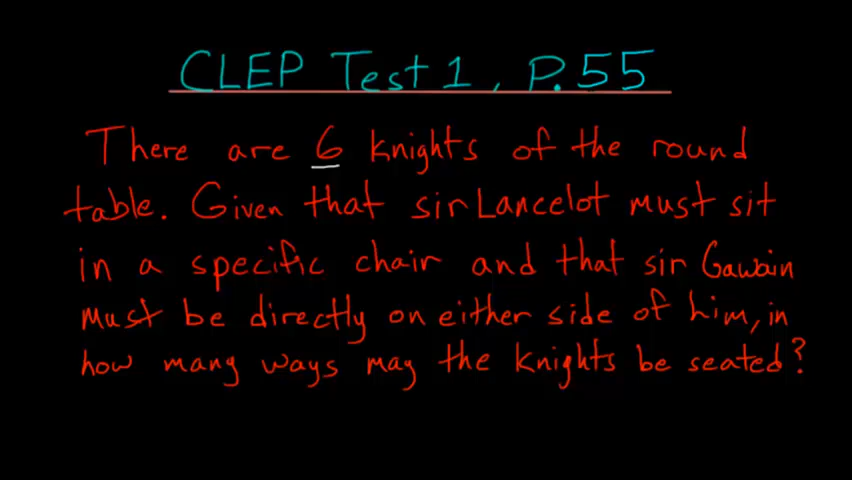 CLEP Test 1, P.55
There are 6 knights of the round
table. Given that sir Lancelot must sit
in a specific chair and that sir Gawain
must be directly on either side of him, in
how many ways may the knights be seated?